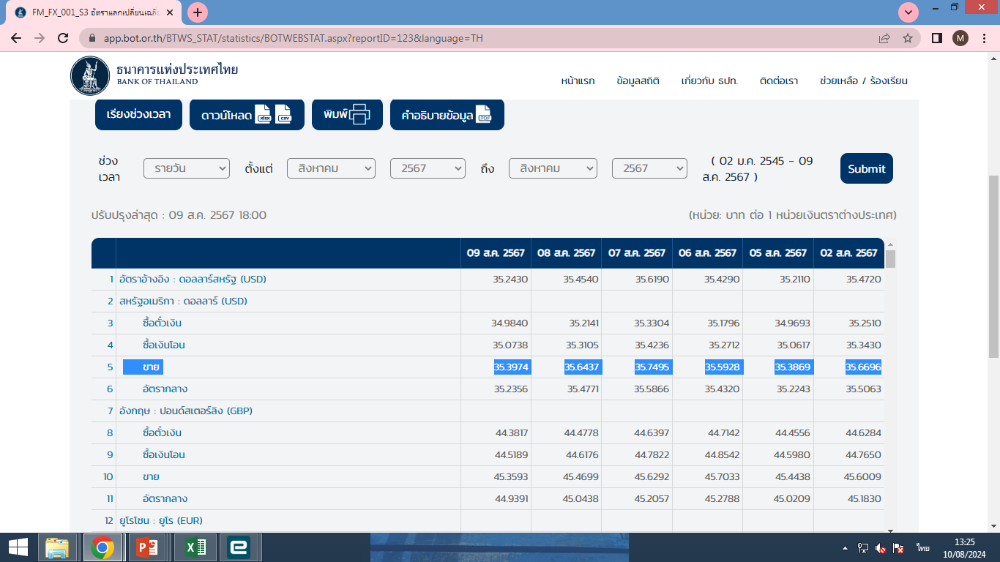 FM_FX_001_S3 อัตราแลกเปลี่ยนเฉลี่ย
app.bot.or.th/BTWS_STAT/statistics/BOTWEBSTAT.aspx?reportID=123&language=TH
M
ธนาคารแห่งประเทศไทย
BANK OF THAILAND
หน้าแรก ข้อมูลสถิติ เกี่ยวกับ ธปท. ติดต่อเรา ช่วยเหลือ / ร้องเรียน
เรียงช่วงเวลา ดาวน์โหลด xlsx csv พิมพ์ คำอธิบายข้อมูล PDF
ช่วงเวลา รายวัน ตั้งแต่ สิงหาคม 2567 ถึง สิงหาคม 2567 ( 02 ม.ค. 2545 - 09 ส.ค. 2567 ) Submit
ปรับปรุงล่าสุด : 09 ส.ค. 2567 18:00 (หน่วย: บาท ต่อ 1 หน่วยเงินตราต่างประเทศ)
09 ส.ค. 2567 08 ส.ค. 2567 07 ส.ค. 2567 06 ส.ค. 2567 05 ส.ค. 2567 02 ส.ค. 2567
1 อัตราอ้างอิง : ดอลลาร์สหรัฐ (USD) 35.2430 35.4540 35.6190 35.4290 35.2110 35.4720
2 สหรัฐอเมริกา : ดอลลาร์ (USD)
3 ซื้อตั๋วเงิน 34.9840 35.2141 35.3304 35.1796 34.9693 35.2510
4 ซื้อเงินโอน 35.0738 35.3105 35.4236 35.2712 35.0617 35.3430
5 ขาย 35.3974 35.6437 35.7495 35.5928 35.3869 35.6696
6 อัตรากลาง 35.2356 35.4771 35.5866 35.4320 35.2243 35.5063
7 อังกฤษ : ปอนด์สเตอร์ลิง (GBP)
8 ซื้อตั๋วเงิน 44.3817 44.4778 44.6397 44.7142 44.4556 44.6284
9 ซื้อเงินโอน 44.5189 44.6176 44.7822 44.8542 44.5980 44.7650
10 ขาย 45.3593 45.4699 45.6292 45.7033 45.4438 45.6009
11 อัตรากลาง 44.9391 45.0438 45.2057 45.2788 45.0209 45.1830
12 ยูโรโซน : ยูโร (EUR)
ไทย 13:25
10/08/2024